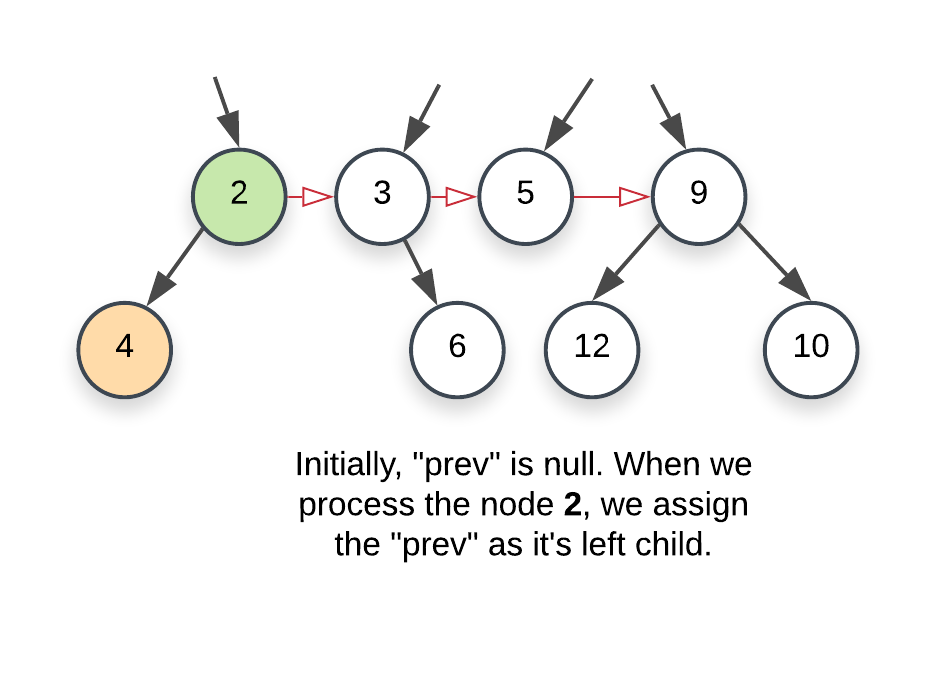 2 3 5 9
4 6 12 10
Initially, "prev" is null. When we
process the node 2, we assign
the "prev" as it's left child.